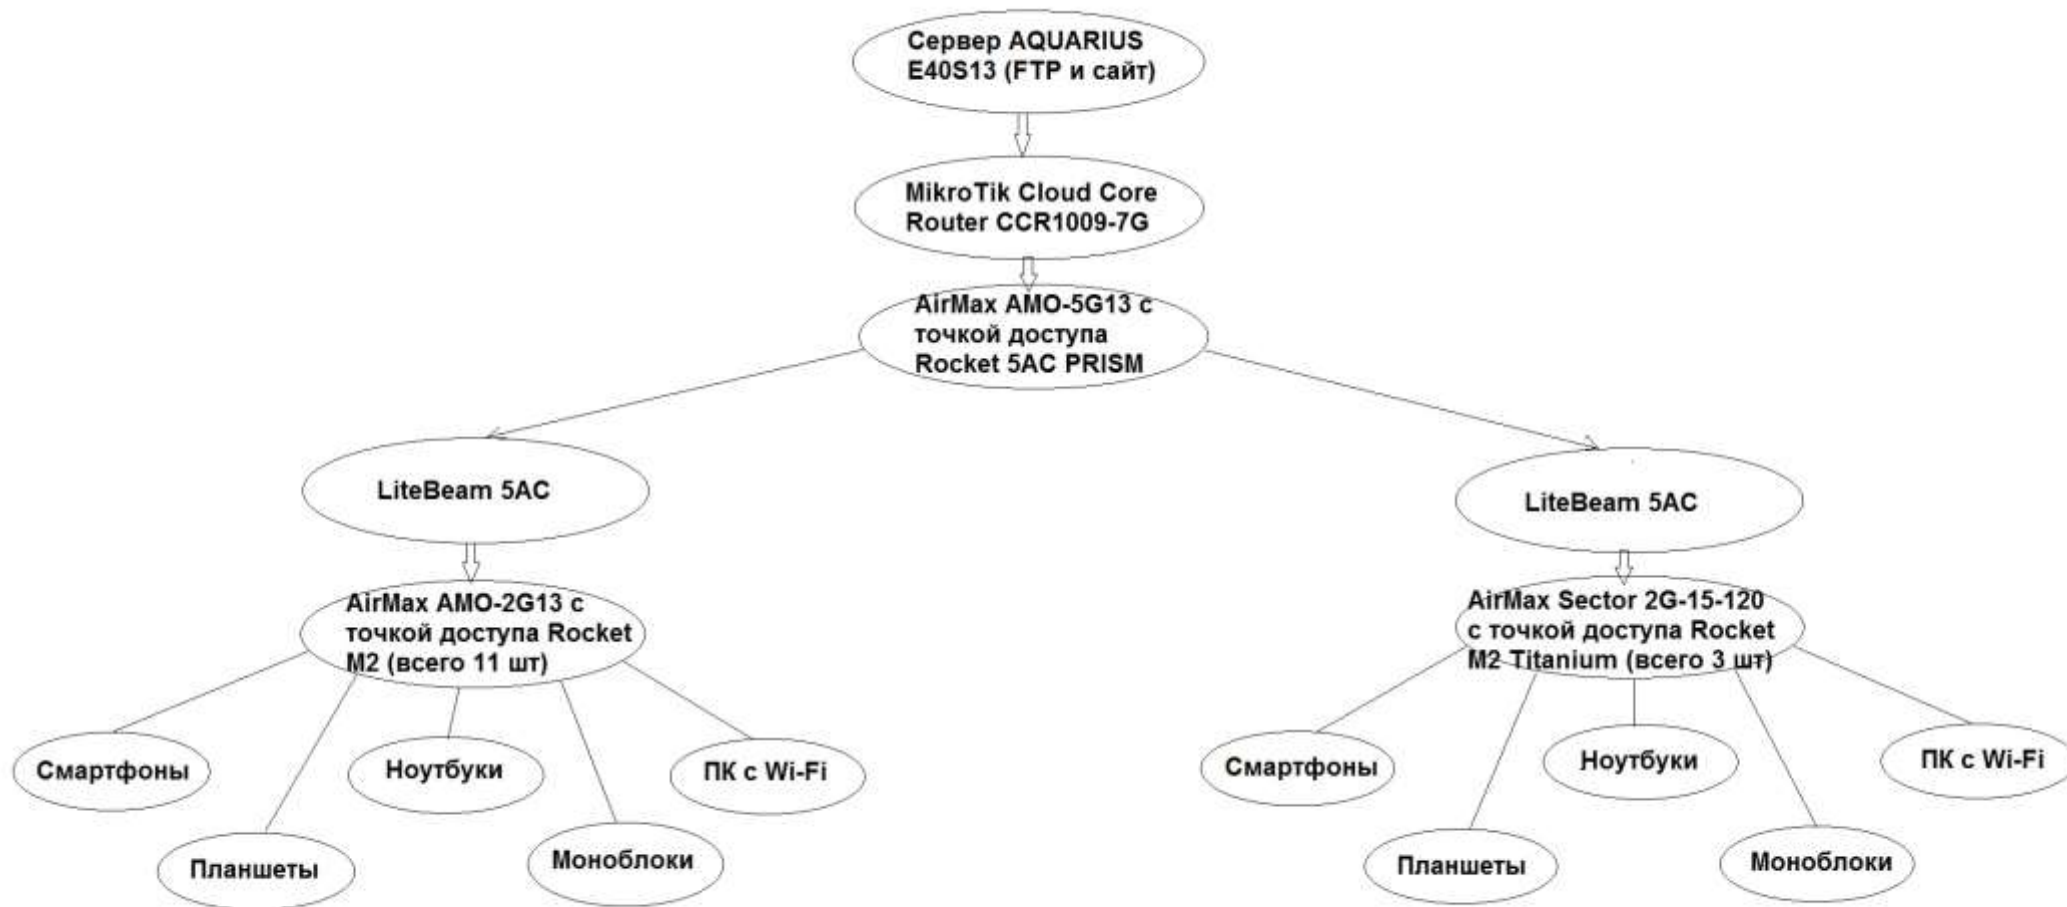 Сервер AQUARIUS
E40S13 (FTP и сайт)
MikroTik Cloud Core
Router CCR1009-7G
AirMax AMO-5G13 с
точкой доступа
Rocket 5AC PRISM
LiteBeam 5AC
LiteBeam 5AC
AirMax AMO-2G13 с
точкой доступа Rocket
M2 (всего 11 шт)
AirMax Sector 2G-15-120
с точкой доступа Rocket
M2 Titanium (всего 3 шт)
Смартфоны
Ноутбуки
ПК с Wi-Fi
Планшеты
Моноблоки
Смартфоны
Ноутбуки
ПК с Wi-Fi
Планшеты
Моноблоки